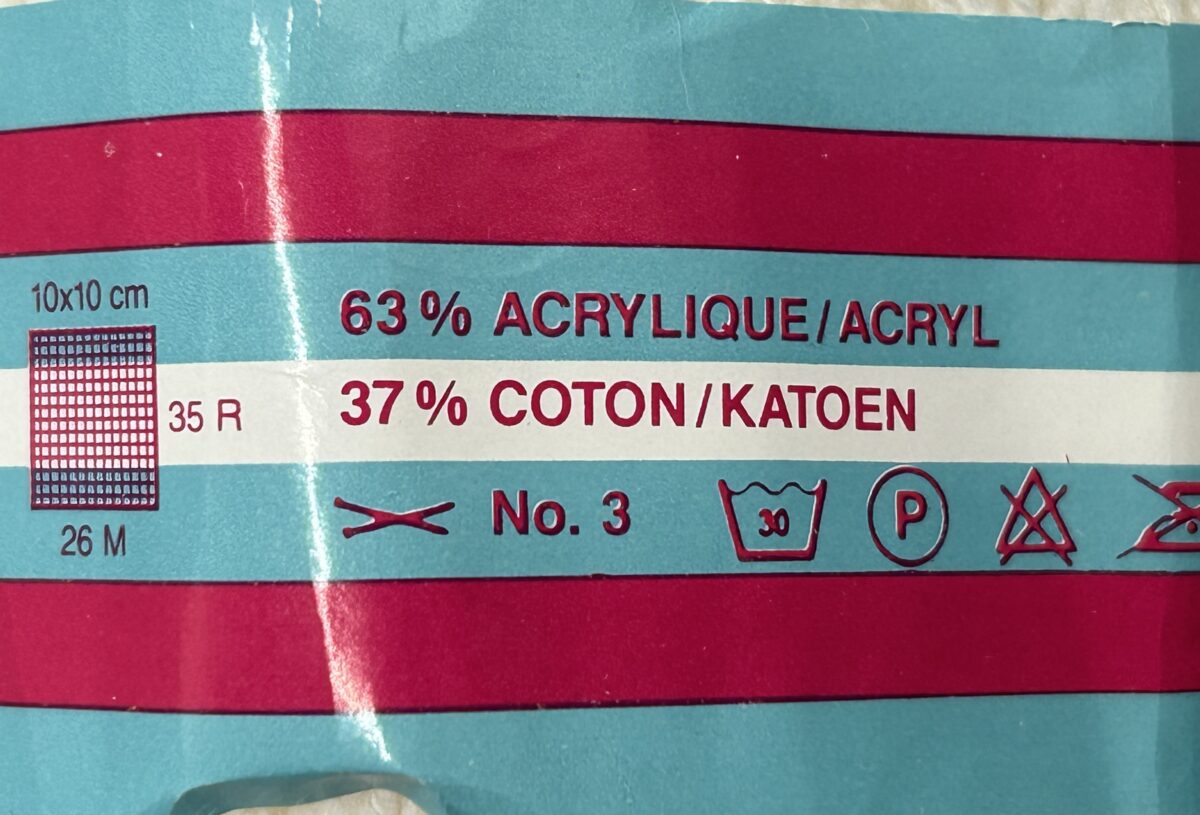 10x10 cm
35 R
26 M
63 % ACRYLIQUE / ACRYL
37 % COTON / KATOEN
No. 3
30
P